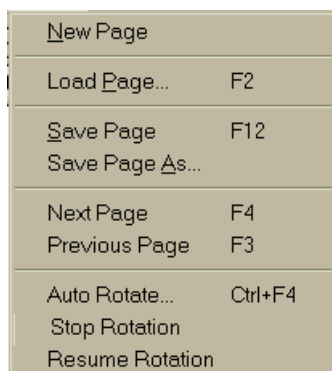 New Page
Load Page... F2
Save Page F12
Save Page As...
Next Page F4
Previous Page F3
Auto Rotate... Ctrl+F4
Stop Rotation
Resume Rotation